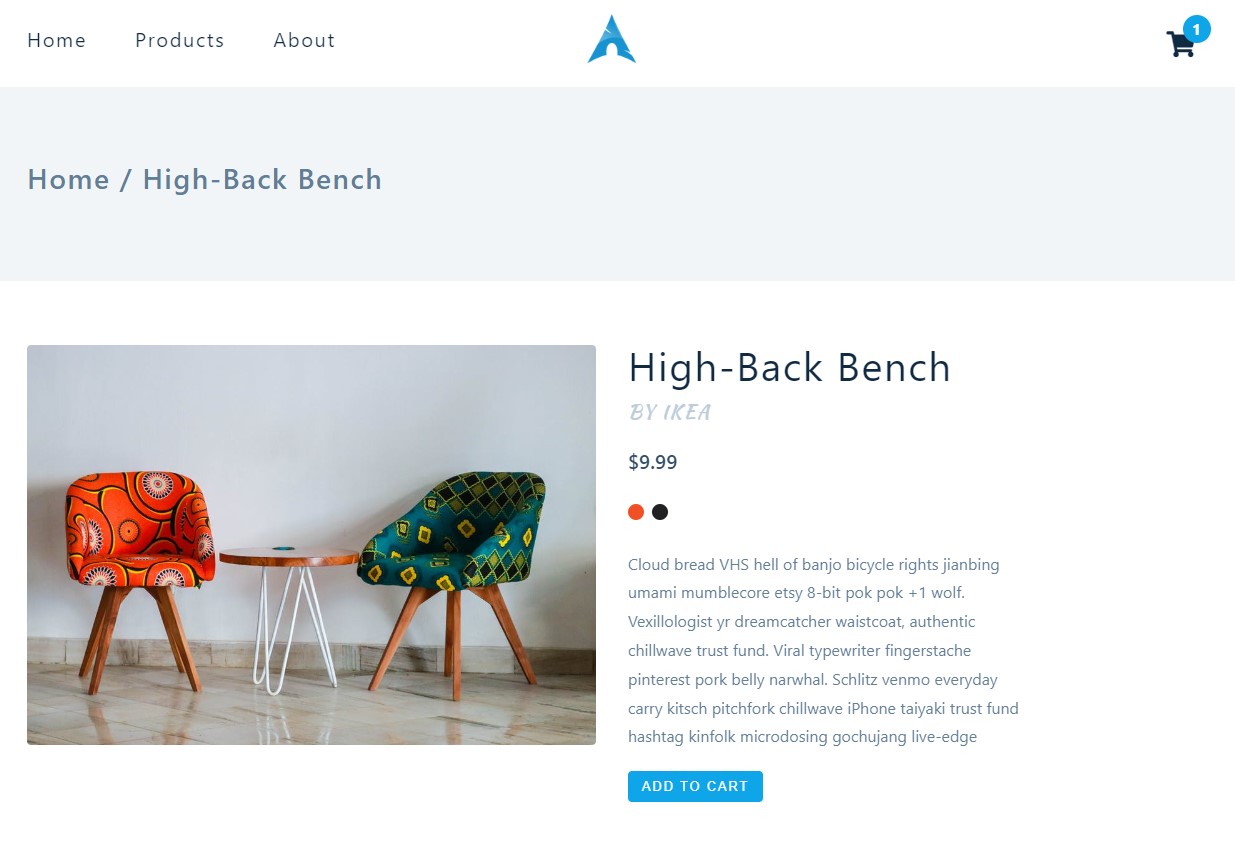 Home Products About
1
Home / High-Back Bench
High-Back Bench
BY IKEA
$9.99
Cloud bread VHS hell of banjo bicycle rights jianbing
umami mumblecore etsy 8-bit pok pok +1 wolf.
Vexillologist yr dreamcatcher waistcoat, authentic
chillwave trust fund. Viral typewriter fingerstache
pinterest pork belly narwhal. Schlitz venmo everyday
carry kitsch pitchfork chillwave iPhone taiyaki trust fund
hashtag kinfolk microdosing gochujang live-edge
ADD TO CART